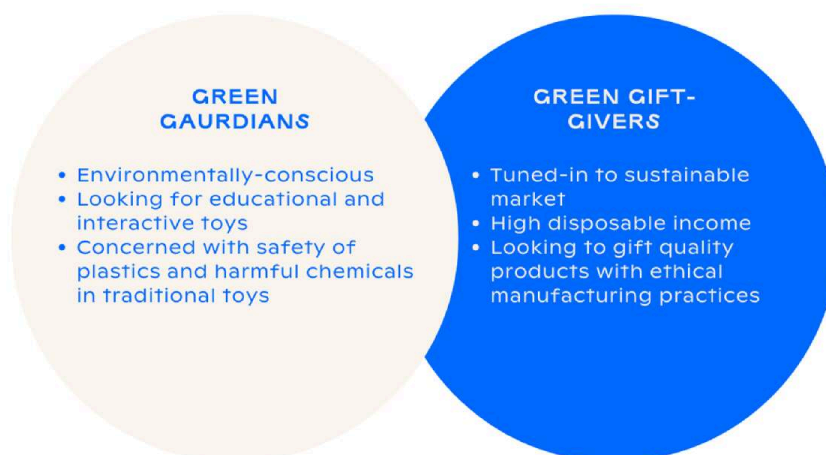 GREEN
GAURDIANS
• Environmentally-conscious
• Looking for educational and
interactive toys
• Concerned with safety of
plastics and harmful chemicals
in traditional toys
GREEN GIFT-
GIVERS
• Tuned-in to sustainable
market
• High disposable income
• Looking to gift quality
products with ethical
manufacturing practices